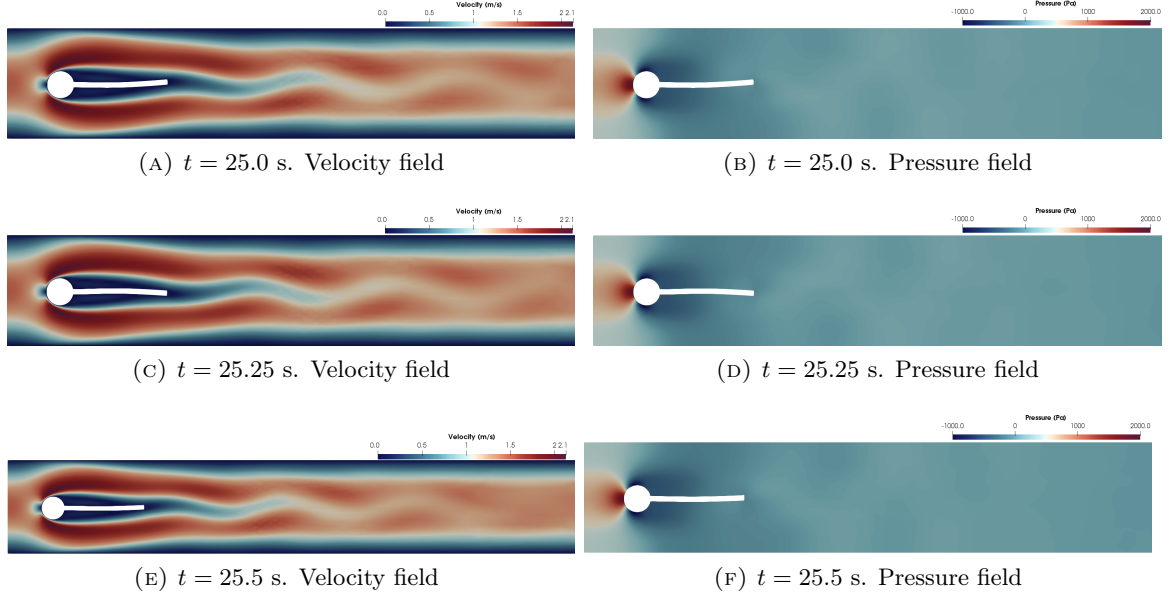 Velocity (m/s)
0.0 0.5 1 1.5 2 2.1
Pressure (Pa)
-1000.0 0 1000 2000.0
(A) t = 25.0 s. Velocity field
(B) t = 25.0 s. Pressure field
Velocity (m/s)
0.0 0.5 1 1.5 2 2.1
Pressure (Pa)
-1000.0 0 1000 2000.0
(C) t = 25.25 s. Velocity field
(D) t = 25.25 s. Pressure field
Velocity (m/s)
0.0 0.5 1 1.5 2 2.1
Pressure (Pa)
-1000.0 0 1000 2000.0
(E) t = 25.5 s. Velocity field
(F) t = 25.5 s. Pressure field